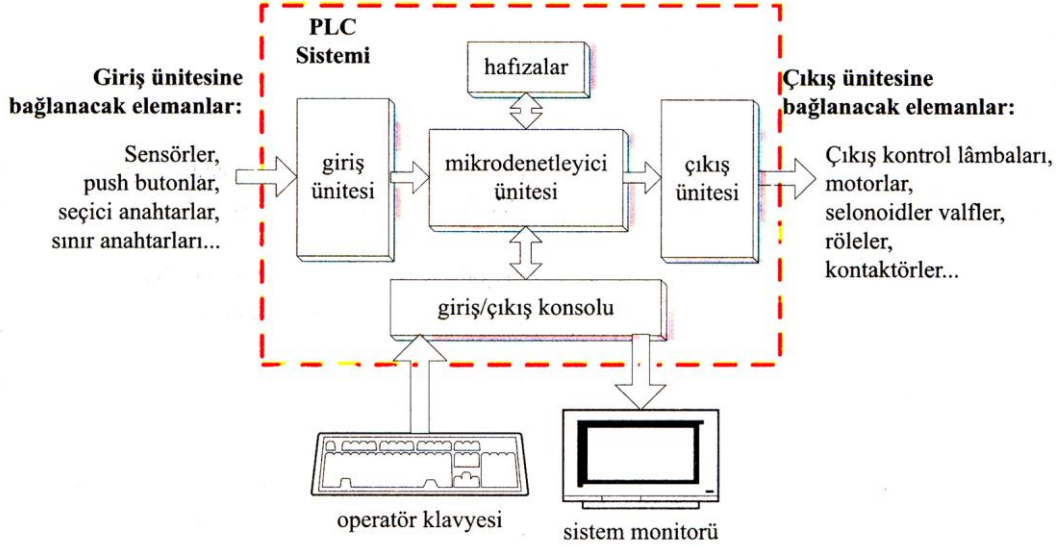 PLC
Sistemi
hafızalar
Giriş ünitesine
bağlanacak elemanlar:
Sensörler,
push butonlar,
seçici anahtarlar,
sınır anahtarları...
giriş
ünitesi
mikrodenetleyici
ünitesi
çıkış
ünitesi
Çıkış ünitesine
bağlanacak elemanlar:
Çıkış kontrol lâmbaları,
motorlar,
selonoidler valfler,
röleler,
kontaktörler...
giriş/çıkış konsolu
operatör klavyesi
sistem monitorü